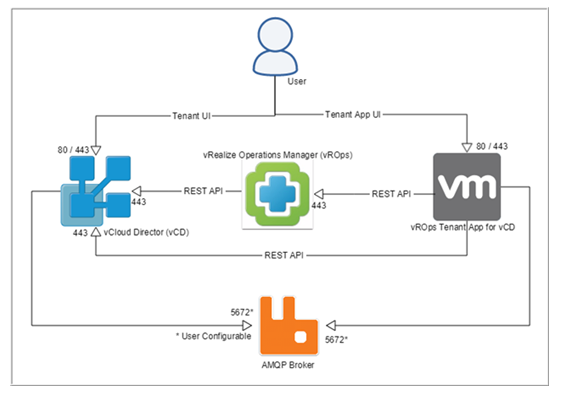 User
Tenant UI
Tenant App UI
80 / 443
80 / 443
vRealize Operations Manager (vROps)
REST API
REST API
vm
443
443
443
vCloud Director (vCD)
vROps Tenant App for vCD
REST API
5672*
* User Configurable
5672*
AMQP Broker